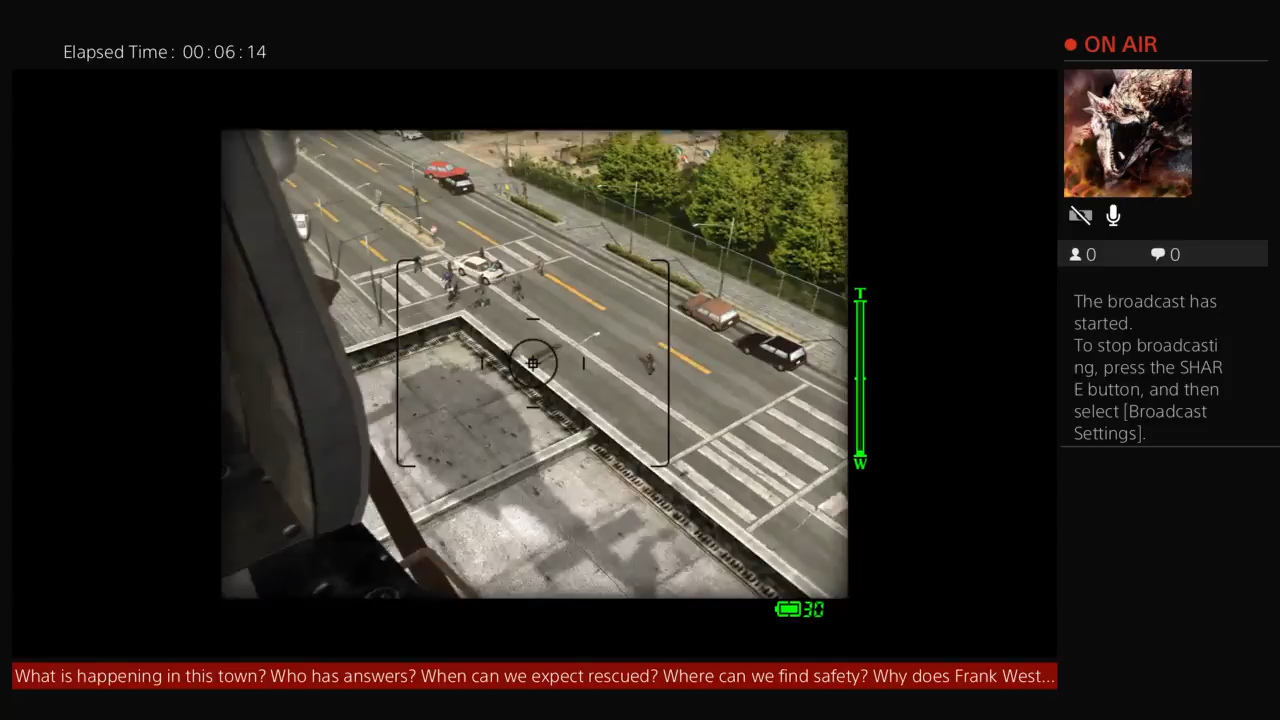 Elapsed Time: 00:06:14
ON AIR
0
0
The broadcast has
started.
To stop broadcasti
ng, press the SHAR
E button, and then
select [Broadcast
Settings].
T
W
30
What is happening in this town? Who has answers? When can we expect rescued? Where can we find safety? Why does Frank West...